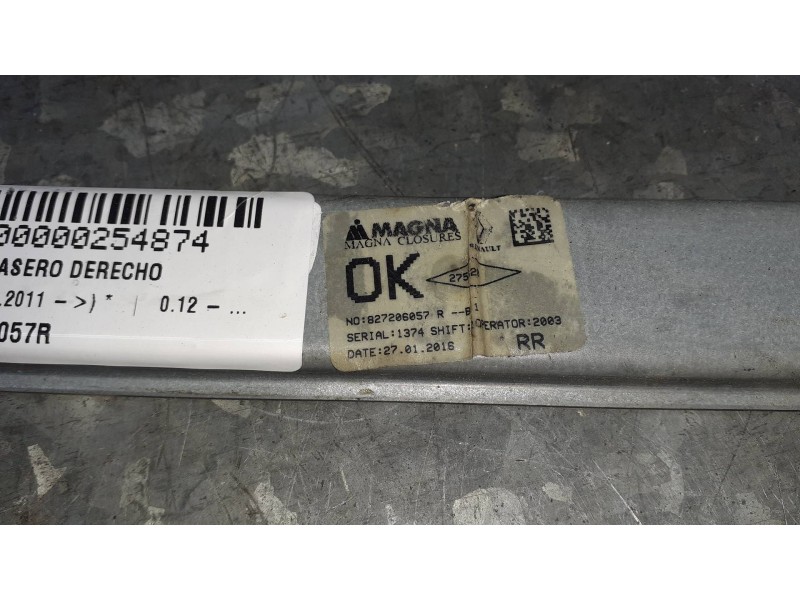 00000254874
ASERO DERECHO
.2011 ->) * | 0.12 - ...
057R
MAGNA
MAGNA CLOSURES
RENAULT
OK
NO:827206057 R --B 1
SERIAL:1374 SHIFT: OPERATOR:2003
DATE:27.01.2016
RR